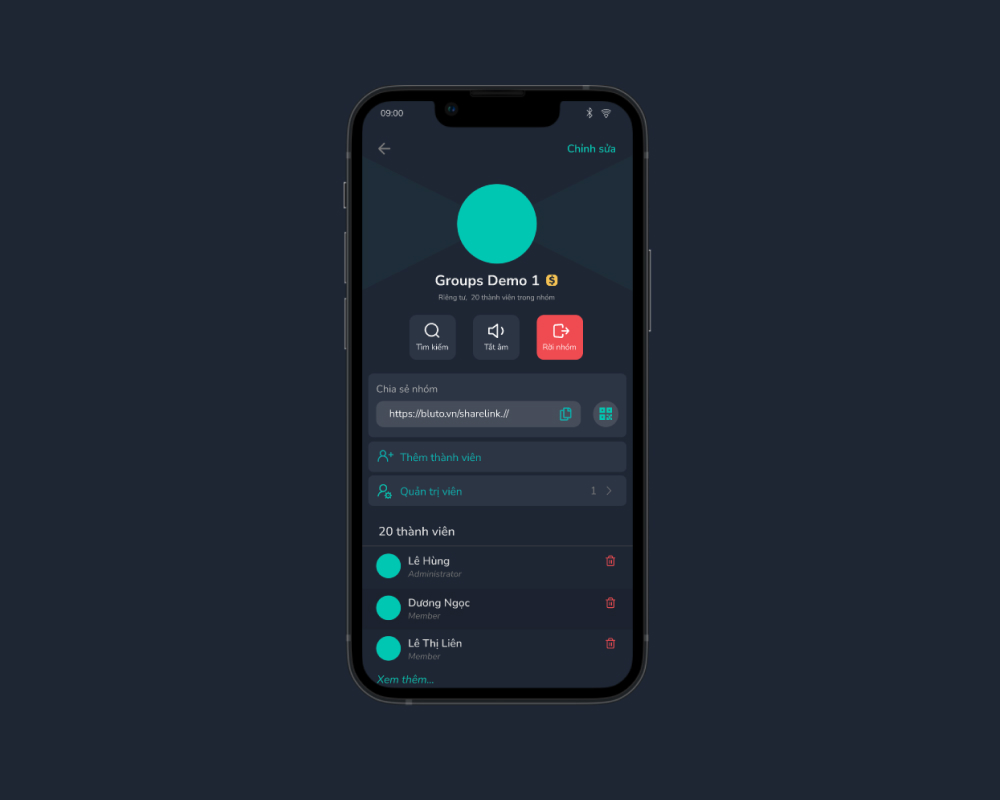 09:00
Chỉnh sửa
Groups Demo 1
Riêng tư, 20 thành viên trong nhóm
Tìm kiếm
Tắt âm
Rời nhóm
Chia sẻ nhóm
https://bluto.vn/sharelink.//
Thêm thành viên
Quản trị viên 1
20 thành viên
Lê Hùng
Administrator
Dương Ngọc
Member
Lê Thị Liên
Member
Xem thêm...